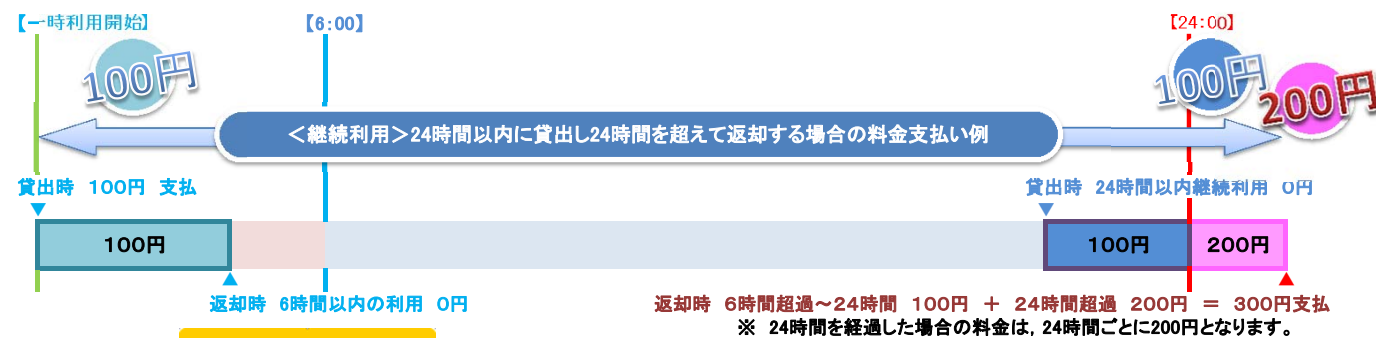 【一時利用開始】 【6:00】 【24:00】
100円 100円 200円
＜継続利用＞24時間以内に貸出し24時間を超えて返却する場合の料金支払い例
貸出時 100円 支払 貸出時 24時間以内継続利用 0円
100円 100円 200円
返却時 6時間以内の利用 0円 返却時 6時間超過～24時間 100円 ＋ 24時間超過 200円 ＝ 300円支払
※ 24時間を経過した場合の料金は，24時間ごとに200円となります。